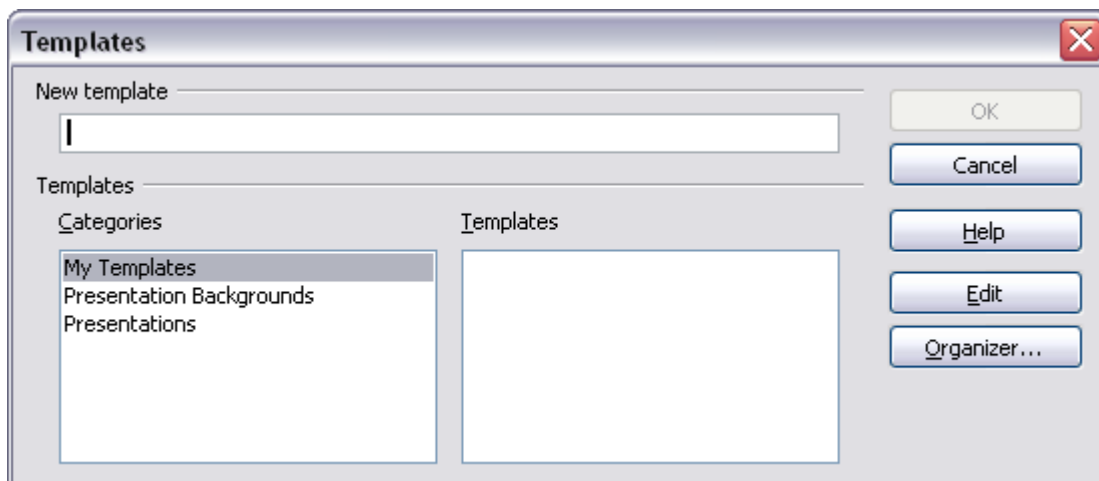 Templates
New template
OK
Cancel
Templates
Categories
Templates
Help
My Templates
Presentation Backgrounds
Presentations
Edit
Organizer...